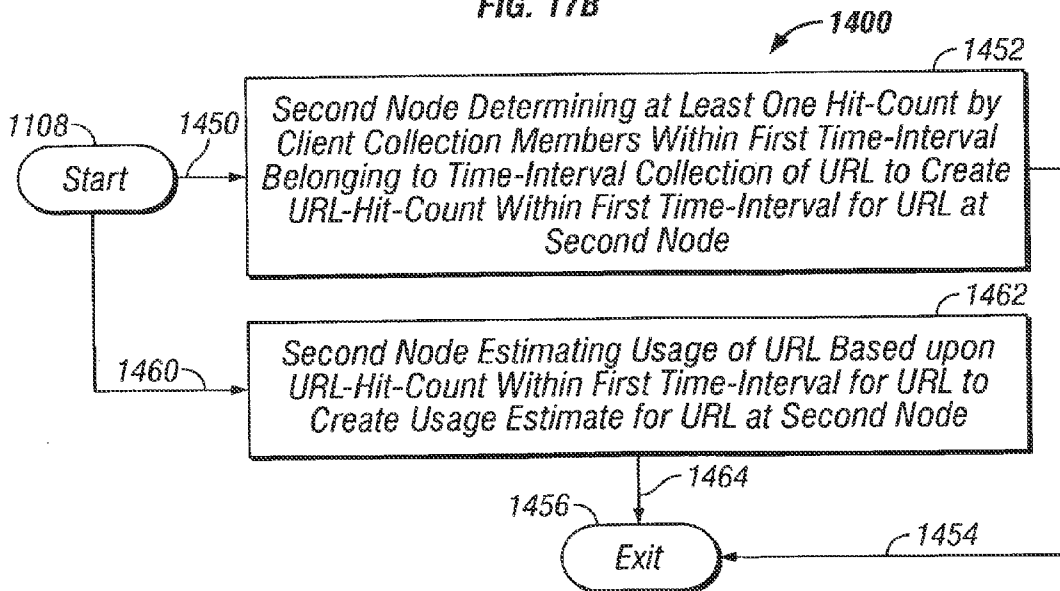 FIG. 17B
1400
1452
Second Node Determining at Least One Hit-Count by
Client Collection Members Within First Time-Interval
Belonging to Time-Interval Collection of URL to Create
URL-Hit-Count Within First Time-Interval for URL at
Second Node
1108
1450
Start
1462
Second Node Estimating Usage of URL Based upon
URL-Hit-Count Within First Time-Interval for URL to
Create Usage Estimate for URL at Second Node
1460
1464
1456
1454
Exit